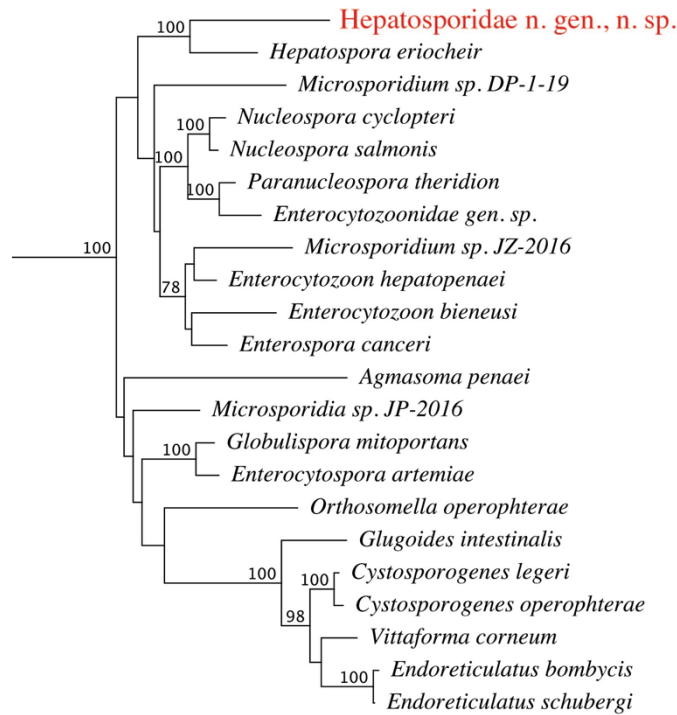 Hepatosporidae n. gen., n. sp.
100
Hepatospora eriocheir
Microsporidium sp. DP-1-19
Nucleospora cyclopteri
100
Nucleospora salmonis
100
Paranucleospora theridion
100
Enterocytozoonidae gen. sp.
Microsporidium sp. JZ-2016
100
Enterocytozoon hepatopenaei
78
Enterocytozoon bieneusi
Enterospora canceri
Agmasoma penaei
Microsporidia sp. JP-2016
Globulispora mitoportans
100
Enterocytospora artemiae
Orthosomella operophterae
Glugoides intestinalis
100
Cystosporogenes legeri
100
Cystosporogenes operophterae
98
Vittaforma corneum
Endoreticulatus bombycis
100
Endoreticulatus schubergi